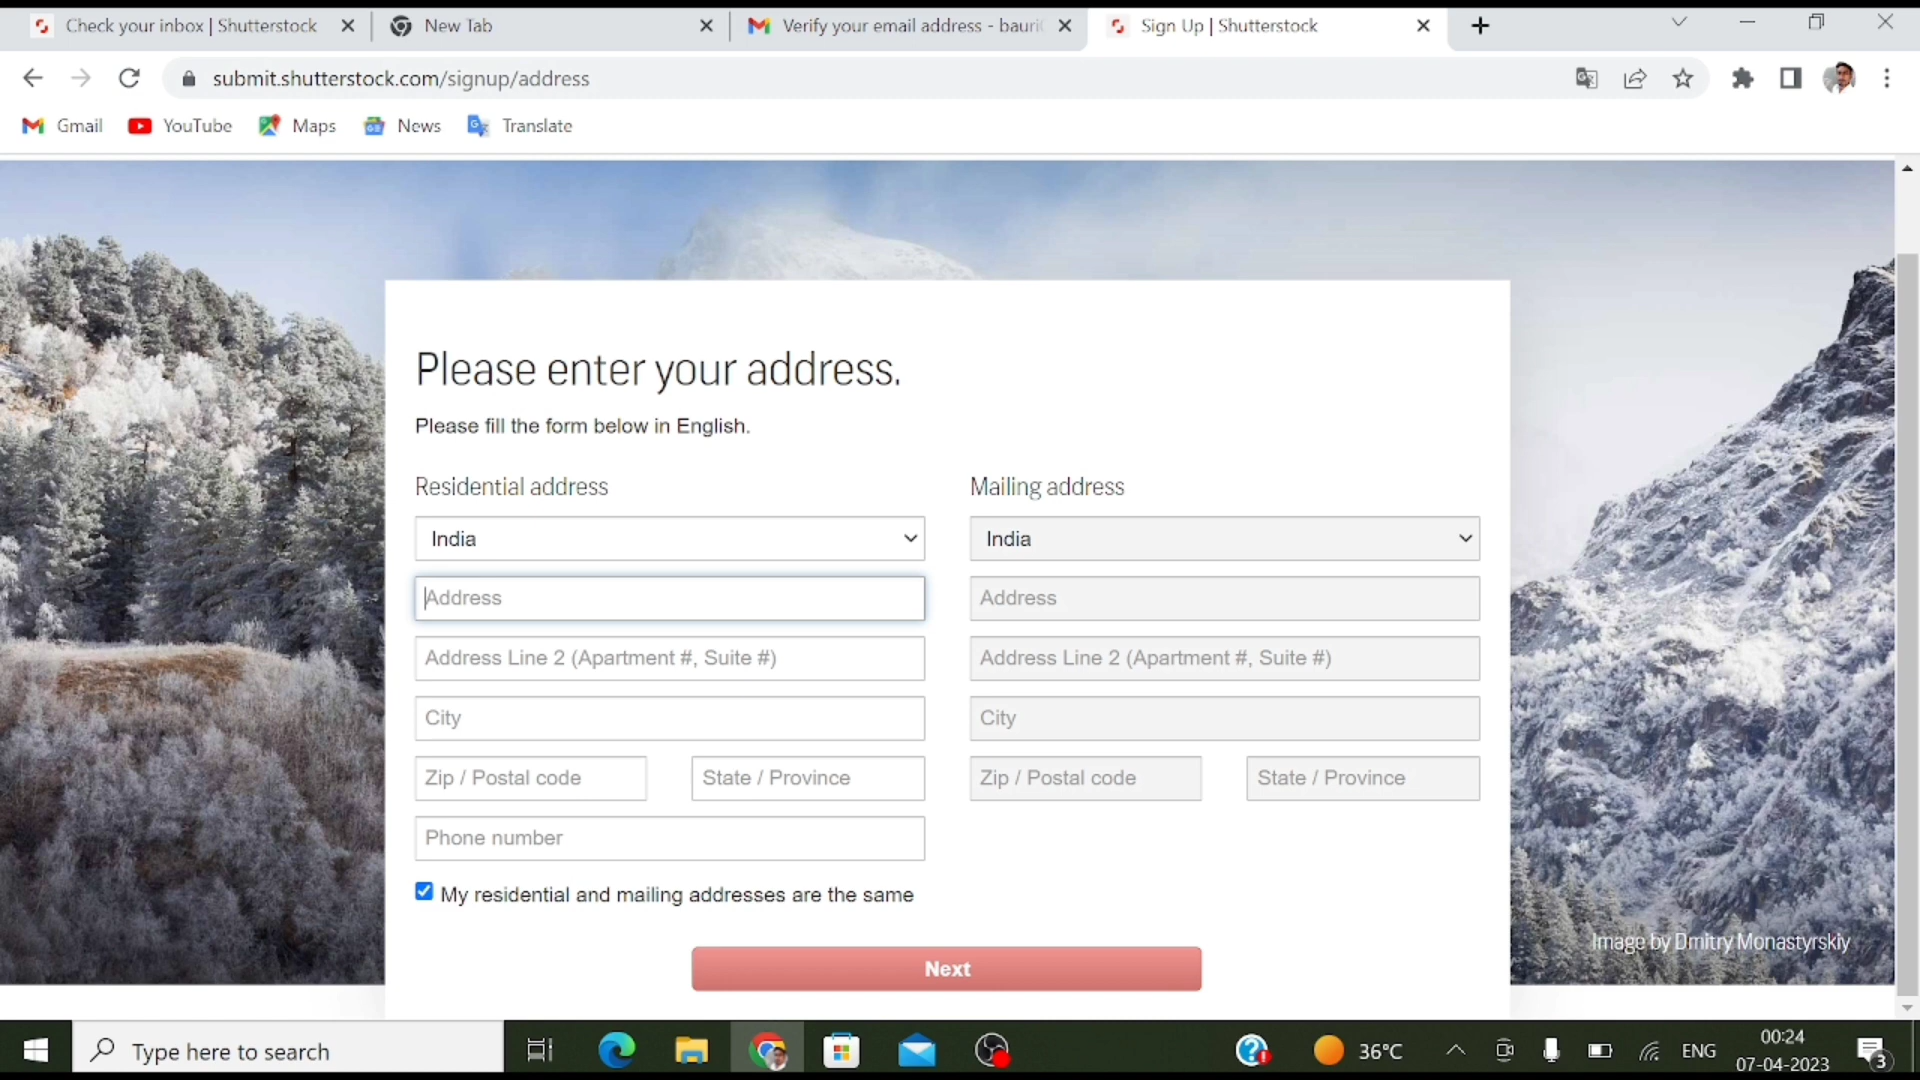 Check your inbox | Shutterstock
New Tab
Verify your email address - bauri
Sign Up | Shutterstock
submit.shutterstock.com/signup/address
Gmail
YouTube
Maps
News
Translate
Please enter your address.
Please fill the form below in English.
Residential address
Mailing address
India
India
Address
Address
Address Line 2 (Apartment #, Suite #)
Address Line 2 (Apartment #, Suite #)
City
City
Zip / Postal code
State / Province
Zip / Postal code
State / Province
Phone number
My residential and mailing addresses are the same
Image by Dmitry Monastyrskiy
Next
Type here to search
36°C
ENG
00:24
07-04-2023
3